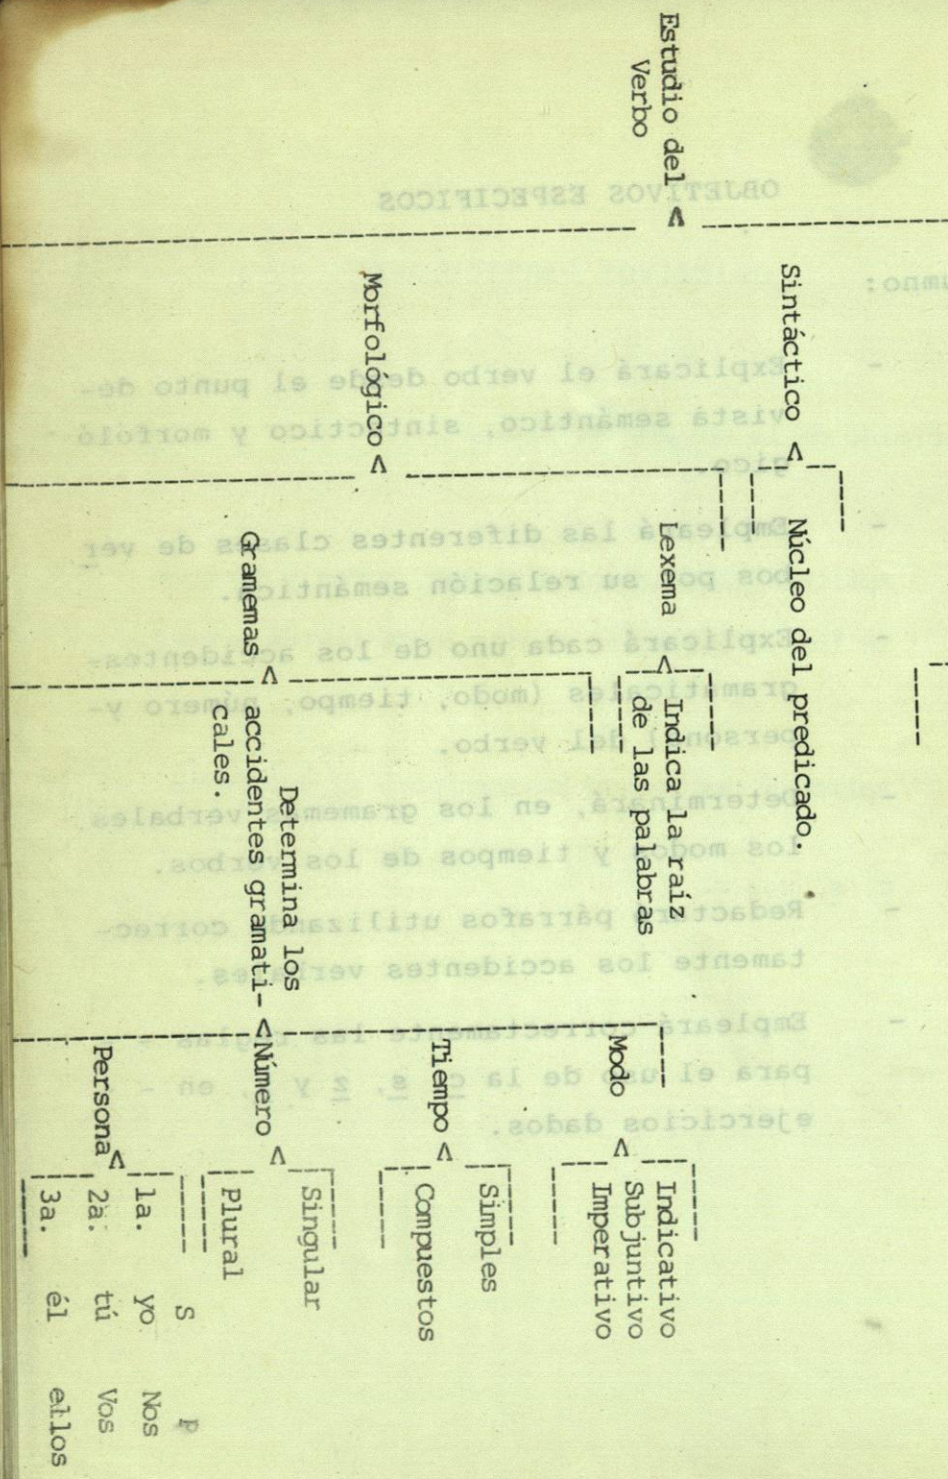 Estudio del
Verbo
Sintáctico
Núcleo del predicado.
Morfológico
Lexema
Indica la raíz
de las palabras
Gramemas
Determina los
accidentes gramati-
cales.
Modo
Indicativo
Subjuntivo
Imperativo
Tiempo
Simples
Compuestos
Número
Singular
Plural
Persona
S p
1a. yo Nos
2a. tú Vos
3a. él ellos